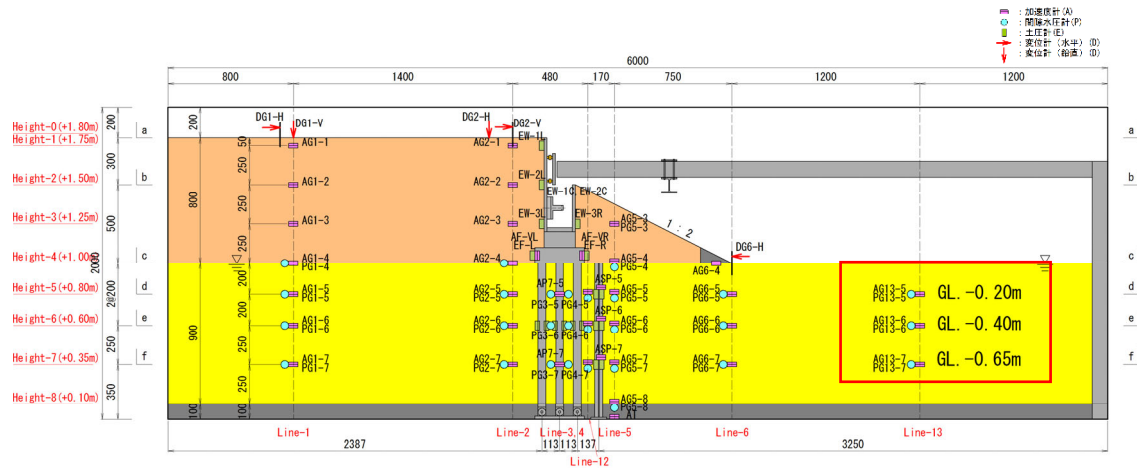 ：加速度計(A)
：間隙水圧計(P)
：土圧計(E)
：変位計（水平）(D)
：変位計（鉛直）(D)
6000
800
1400
480
170
750
1200
1200
DG1-H
DG1-V
DG2-H
DG2-V
Height-0(+1.80m)
Height-1(+1.75m)
Height-2(+1.50m)
Height-3(+1.25m)
Height-4(+1.00m)
Height-5(+0.80m)
Height-6(+0.60m)
Height-7(+0.35m)
Height-8(+0.10m)
200
300
500
200
250
350
a
b
c
d
e
f
200
800
900
100
50
250
250
250
200
200
250
250
100
AG1-1
AG1-2
AG1-3
AG1-4
PG1-4
AG1-5
PG1-5
AG1-6
PG1-6
AG1-7
PG1-7
AG2-1
AG2-2
AG2-3
AG2-4
PG2-4
AG2-5
PG2-5
AG2-6
PG2-6
AG2-7
PG2-7
EW-1L
EW-2L
EW-1C
EW-2C
EW-3L
EW-3R
AF-VL
AF-VR
EF-L
EF-R
AP7-5
ASP-5
PG3-5
PG4-5
ASP-6
PG3-6
PG4-6
AP7-7
ASP-7
PG3-7
PG4-7
AG5-3
PG5-3
AG5-4
PG5-4
AG5-5
PG5-5
AG5-6
PG5-6
AG5-7
PG5-7
AG5-8
PG5-8
AT
1：2
DG6-H
AG6-4
AG6-5
PG6-5
AG6-6
PG6-6
AG6-7
PG6-7
AG13-5
PG13-5
GL.-0.20m
AG13-6
PG13-6
GL.-0.40m
AG13-7
PG13-7
GL.-0.65m
a
b
c
d
e
f
Line-1
Line-2
Line-3, 4
Line-5
Line-6
Line-13
2387
113
113
137
3250
Line-12